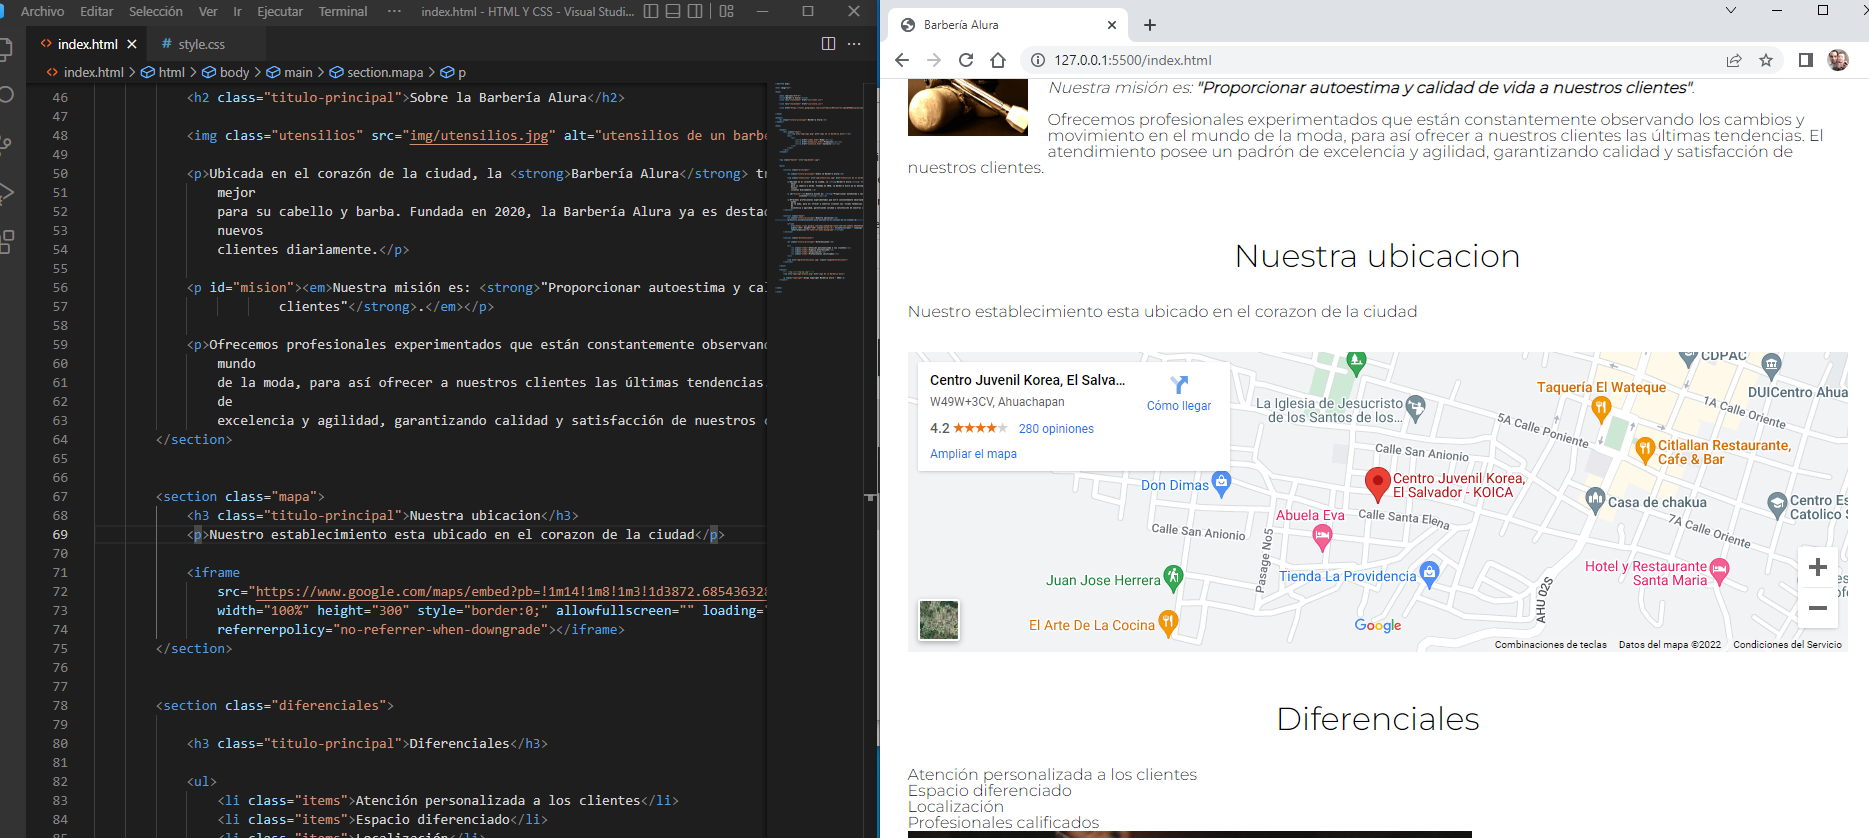 Archivo Editar Selección Ver Ir Ejecutar Terminal ··· index.html - HTML Y CSS - Visual Studi...
index.html style.css
index.html > html > body > main > section.mapa > p
46 <h2 class="titulo-principal">Sobre la Barbería Alura</h2>
47
48 <img class="utensilios" src="img/utensilios.jpg" alt="utensilios de un barbe
49
50 <p>Ubicada en el corazón de la ciudad, la <strong>Barbería Alura</strong> tr
51 mejor
52 para su cabello y barba. Fundada en 2020, la Barbería Alura ya es destac
53 nuevos
54 clientes diariamente.</p>
55
56 <p id="mision"><em>Nuestra misión es: <strong>"Proporcionar autoestima y cal
57 clientes"</strong>.</em></p>
58
59 <p>Ofrecemos profesionales experimentados que están constantemente observand
60 mundo
61 de la moda, para así ofrecer a nuestros clientes las últimas tendencias.
62 de
63 excelencia y agilidad, garantizando calidad y satisfacción de nuestros c
64 </section>
65
66
67 <section class="mapa">
68 <h3 class="titulo-principal">Nuestra ubicacion</h3>
69 <p>Nuestro establecimiento esta ubicado en el corazon de la ciudad</p>
70
71 <iframe
72 src="https://www.google.com/maps/embed?pb=!1m14!1m8!1m3!1d3872.685436328
73 width="100%" height="300" style="border:0;" allowfullscreen="" loading="
74 referrerpolicy="no-referrer-when-downgrade"></iframe>
75 </section>
76
77
78 <section class="diferenciales">
79
80 <h3 class="titulo-principal">Diferenciales</h3>
81
82 <ul>
83 <li class="items">Atención personalizada a los clientes</li>
84 <li class="items">Espacio diferenciado</li>
85 <li class="items">Localización</li>
Barbería Alura
127.0.0.1:5500/index.html
Nuestra misión es: "Proporcionar autoestima y calidad de vida a nuestros clientes".
Ofrecemos profesionales experimentados que están constantemente observando los cambios y
movimiento en el mundo de la moda, para así ofrecer a nuestros clientes las últimas tendencias. El
atendimiento posee un padrón de excelencia y agilidad, garantizando calidad y satisfacción de
nuestros clientes.
Nuestra ubicacion
Nuestro establecimiento esta ubicado en el corazon de la ciudad
Centro Juvenil Korea, El Salva...
W49W+3CV, Ahuachapan
4.2 280 opiniones
Ampliar el mapa
Cómo llegar
CDPAC
Taquería El Wateque
DUICentro Ahua
1A Calle Oriente
La Iglesia de Jesucristo
de los Santos de los...
5A Calle Poniente
Citlallan Restaurante,
Cafe & Bar
Calle San Anionio
Don Dimas
Centro Juvenil Korea,
El Salvador - KOICA
Casa de chakua
Centro Es
Catolico S
Abuela Eva
Calle Santa Elena
7A Calle Oriente
Calle San Anionio
Pasage No5
Juan Jose Herrera
Tienda La Providencia
Hotel y Restaurante
Santa Maria
AHU 02S
El Arte De La Cocina
Google
Combinaciones de teclas Datos del mapa ©2022 Condiciones del Servicio
Diferenciales
Atención personalizada a los clientes
Espacio diferenciado
Localización
Profesionales calificados